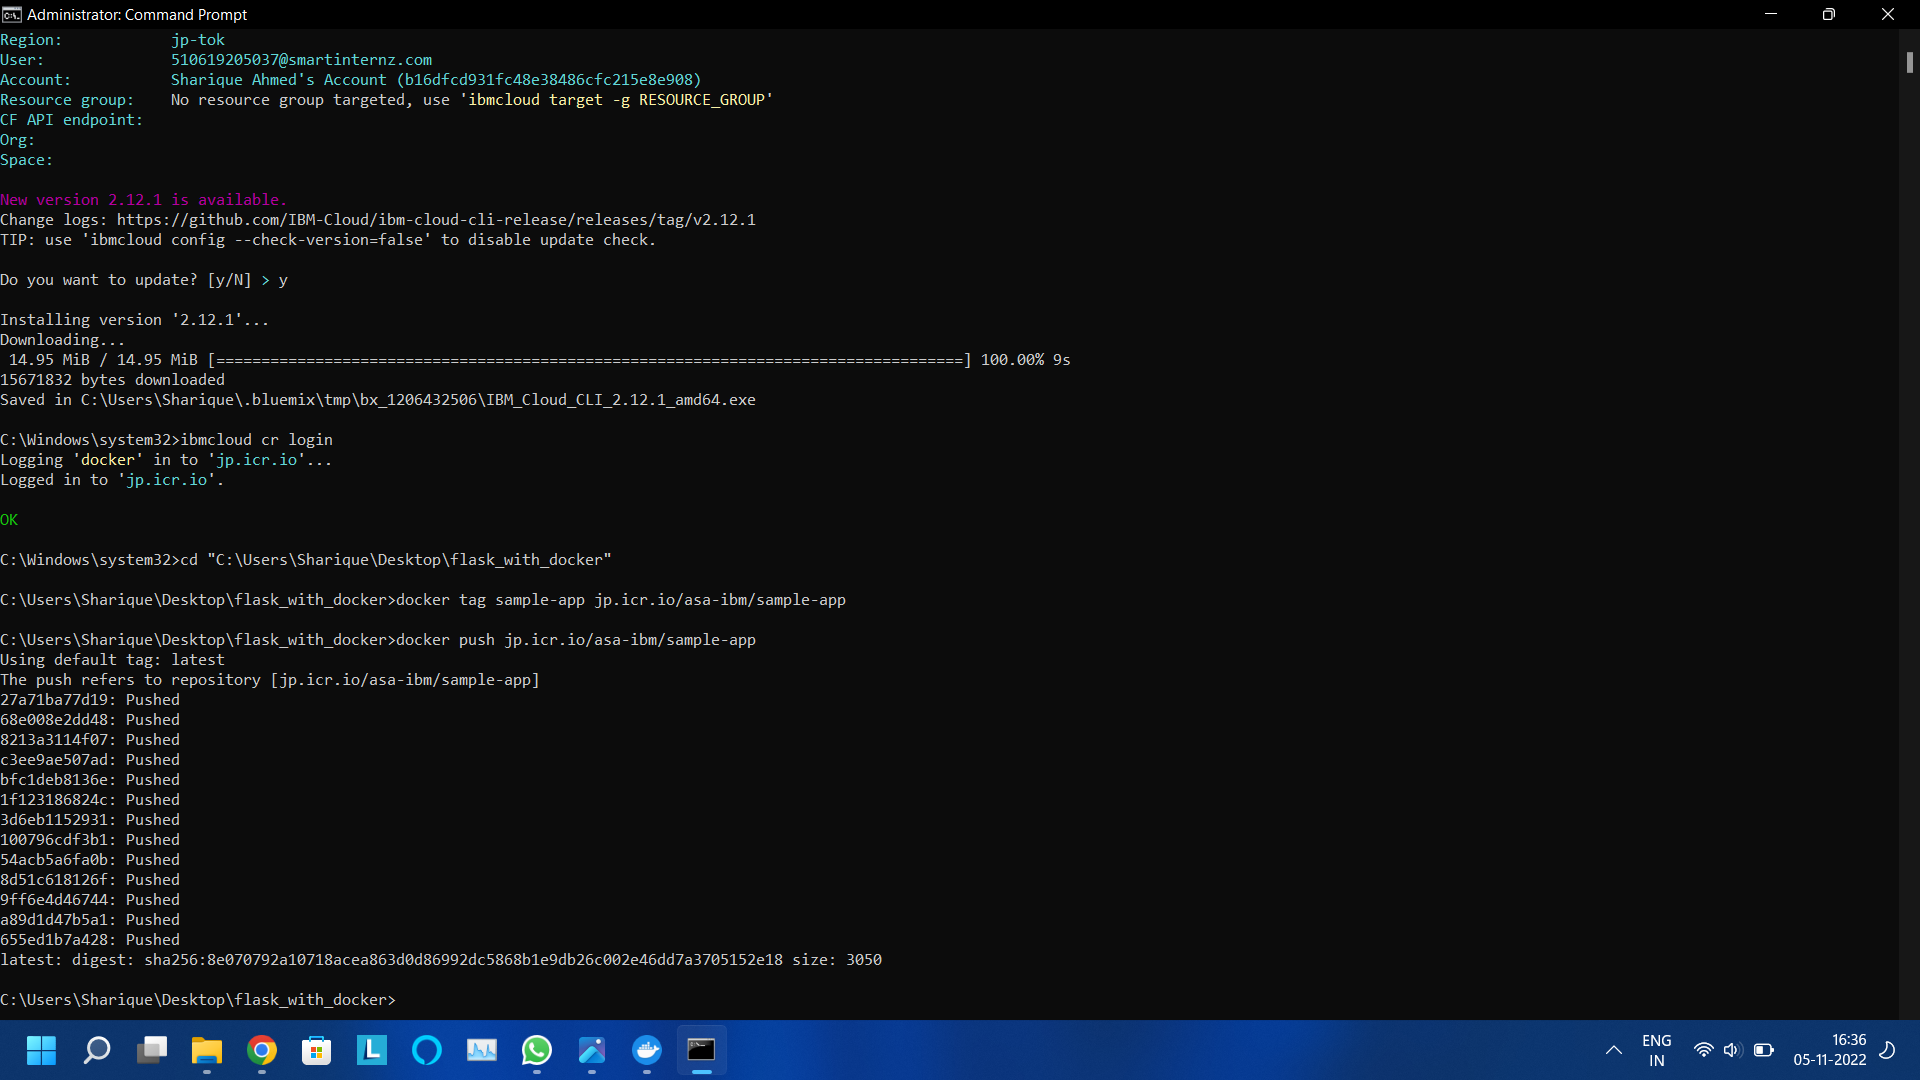 Administrator: Command Prompt
Region: jp-tok
User: 510619205037@smartinternz.com
Account: Sharique Ahmed's Account (b16dfcd931fc48e38486cfc215e8e908)
Resource group: No resource group targeted, use 'ibmcloud target -g RESOURCE_GROUP'
CF API endpoint:
Org:
Space:
New version 2.12.1 is available.
Change logs: https://github.com/IBM-Cloud/ibm-cloud-cli-release/releases/tag/v2.12.1
TIP: use 'ibmcloud config --check-version=false' to disable update check.
Do you want to update? [y/N] > y
Installing version '2.12.1'...
Downloading...
14.95 MiB / 14.95 MiB [===================================================================================] 100.00% 9s
15671832 bytes downloaded
Saved in C:\Users\Sharique\.bluemix\tmp\bx_1206432506\IBM_Cloud_CLI_2.12.1_amd64.exe
C:\Windows\system32>ibmcloud cr login
Logging 'docker' in to 'jp.icr.io'...
Logged in to 'jp.icr.io'.
OK
C:\Windows\system32>cd "C:\Users\Sharique\Desktop\flask_with_docker"
C:\Users\Sharique\Desktop\flask_with_docker>docker tag sample-app jp.icr.io/asa-ibm/sample-app
C:\Users\Sharique\Desktop\flask_with_docker>docker push jp.icr.io/asa-ibm/sample-app
Using default tag: latest
The push refers to repository [jp.icr.io/asa-ibm/sample-app]
27a71ba77d19: Pushed
68e008e2dd48: Pushed
8213a3114f07: Pushed
c3ee9ae507ad: Pushed
bfc1deb8136e: Pushed
1f123186824c: Pushed
3d6eb1152931: Pushed
100796cdf3b1: Pushed
54acb5a6fa0b: Pushed
8d51c618126f: Pushed
9ff6e4d46744: Pushed
a89d1d47b5a1: Pushed
655ed1b7a428: Pushed
latest: digest: sha256:8e070792a10718acea863d0d86992dc5868b1e9db26c002e46dd7a3705152e18 size: 3050
C:\Users\Sharique\Desktop\flask_with_docker>
ENG
IN
16:36
05-11-2022